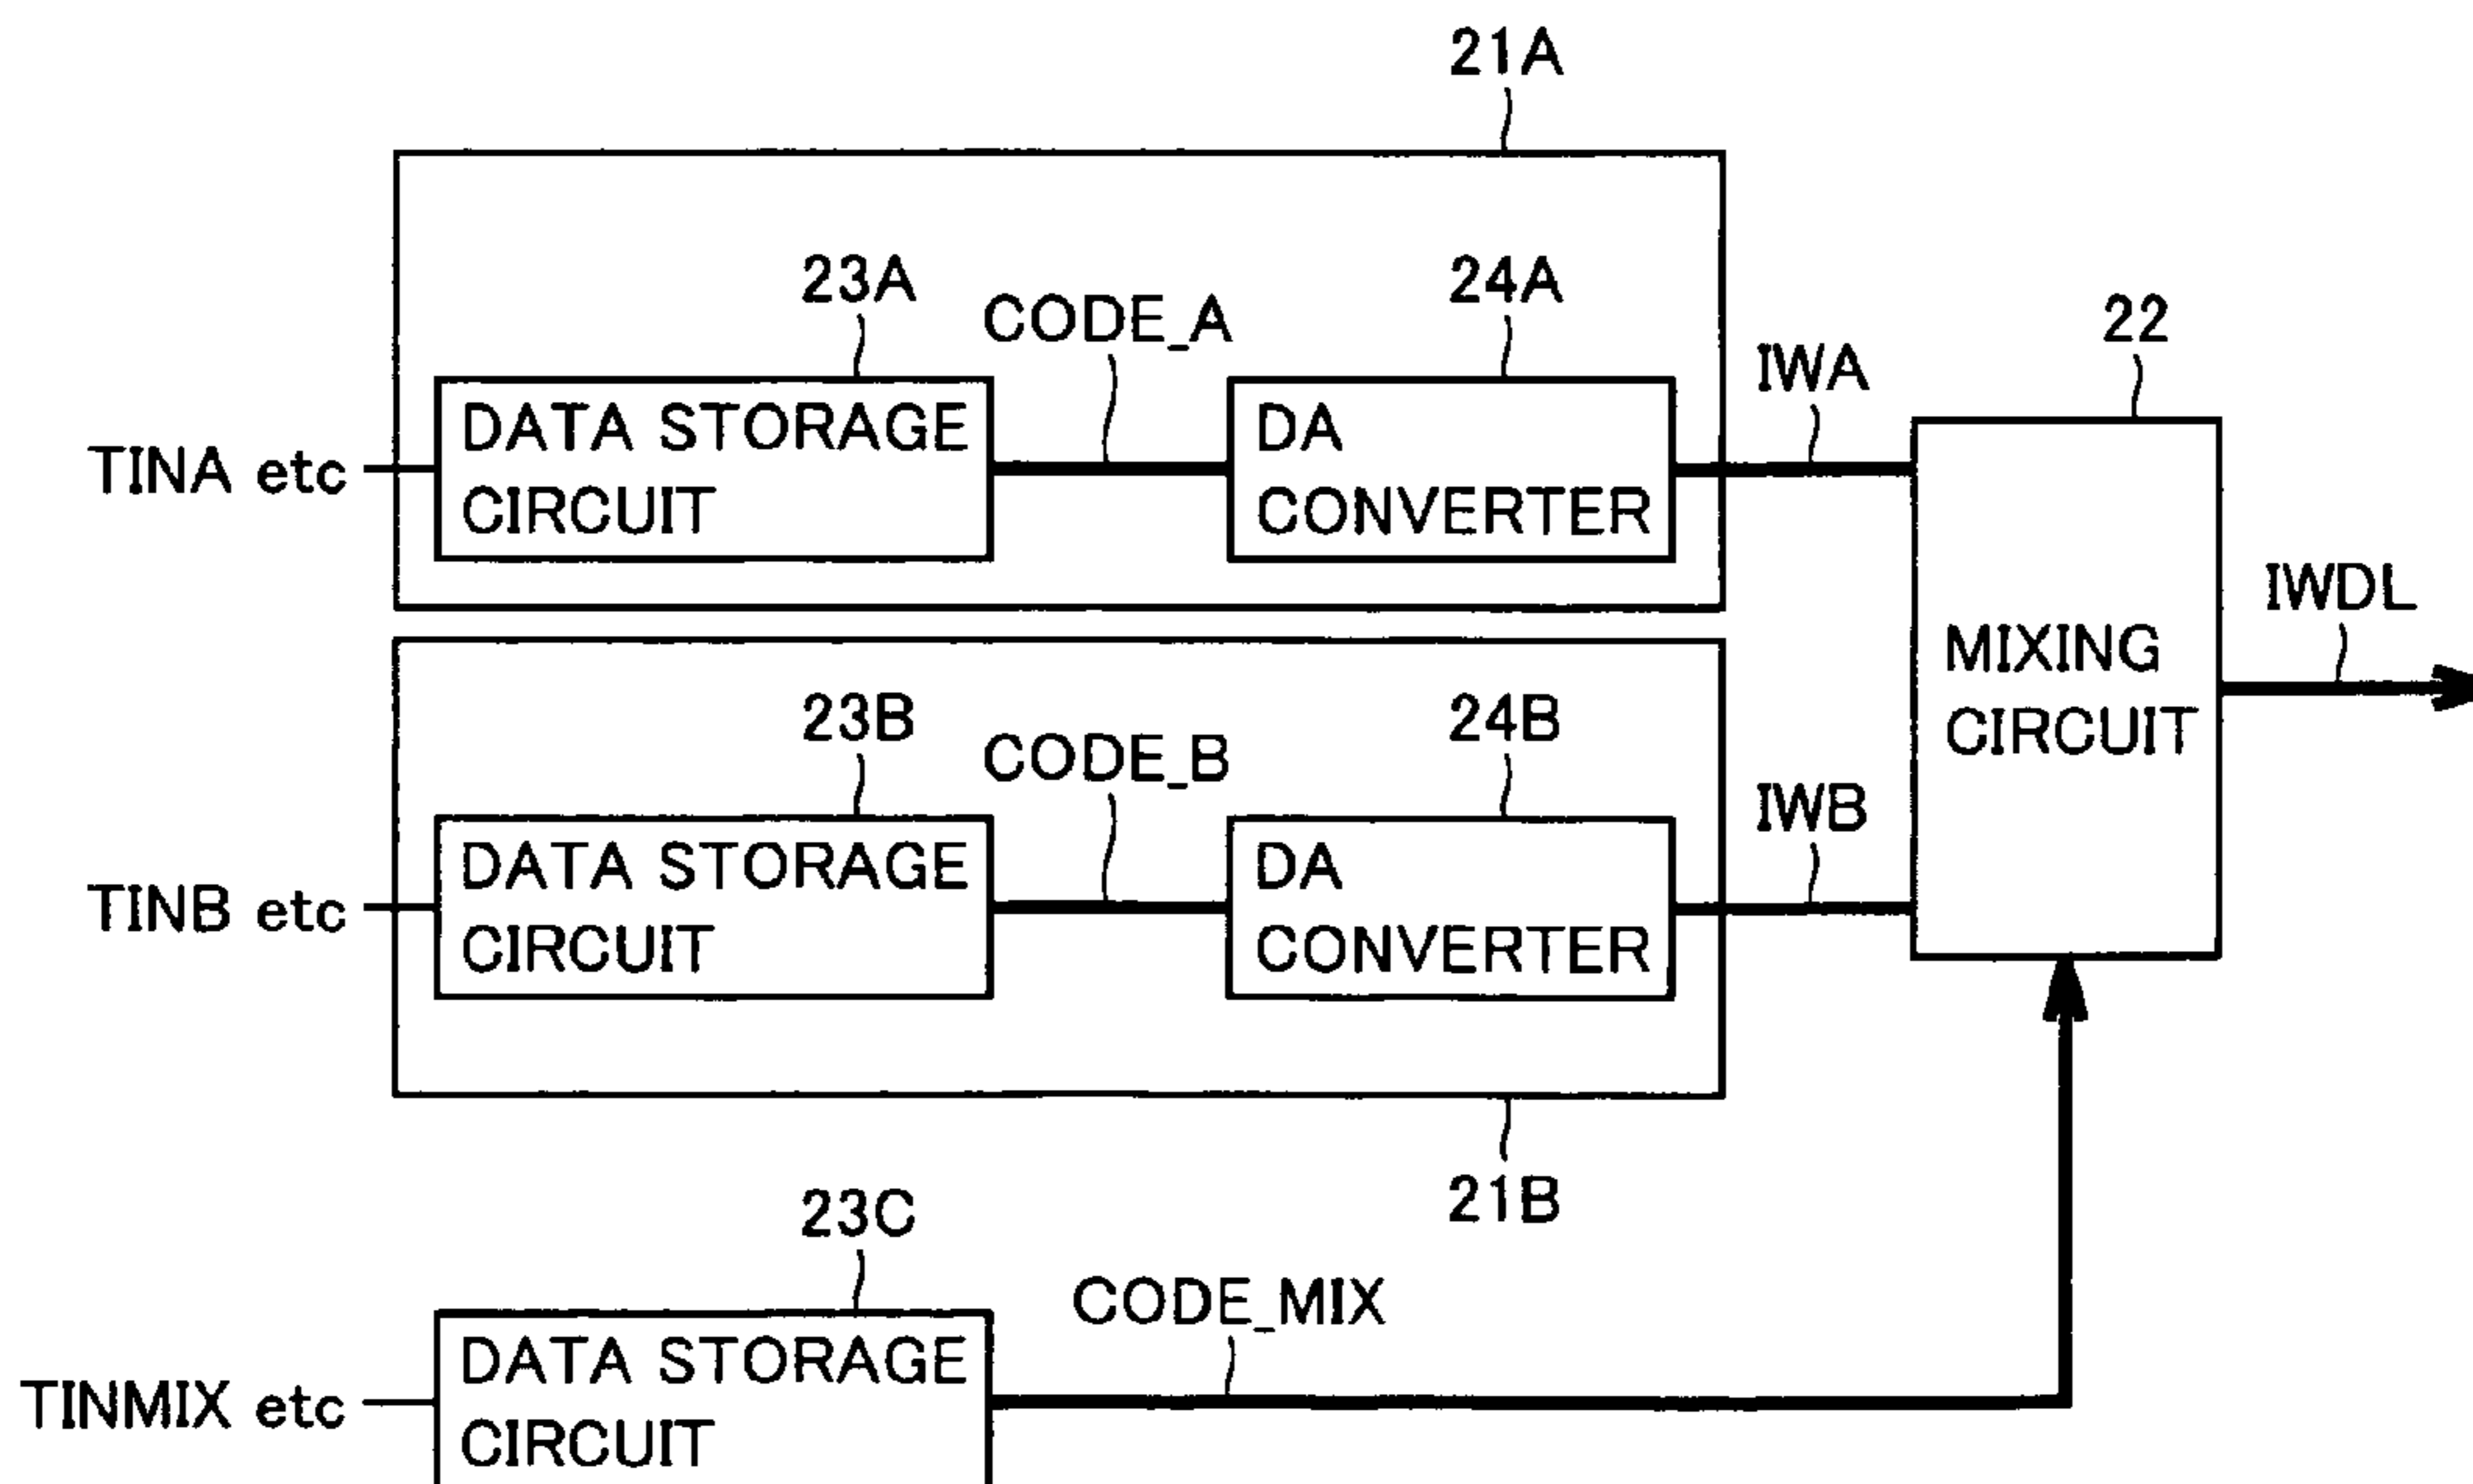 21A
23A
CODE_A
24A
IWA
22
DATA STORAGE
CIRCUIT
DA
CONVERTER
TINA etc
IWDL
MIXING
CIRCUIT
23B
CODE_B
24B
IWB
DATA STORAGE
CIRCUIT
DA
CONVERTER
TINB etc
21B
23C
CODE_MIX
DATA STORAGE
CIRCUIT
TINMIX etc